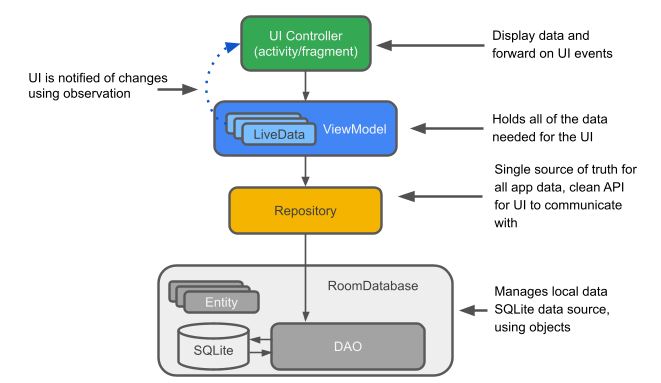 UI Controller
(activity/fragment)
Display data and
forward on UI events
UI is notified of changes
using observation
LiveData
ViewModel
Holds all of the data
needed for the UI
Single source of truth for
all app data, clean API
for UI to communicate
with
Repository
RoomDatabase
Entity
SQLite
DAO
Manages local data
SQLite data source,
using objects